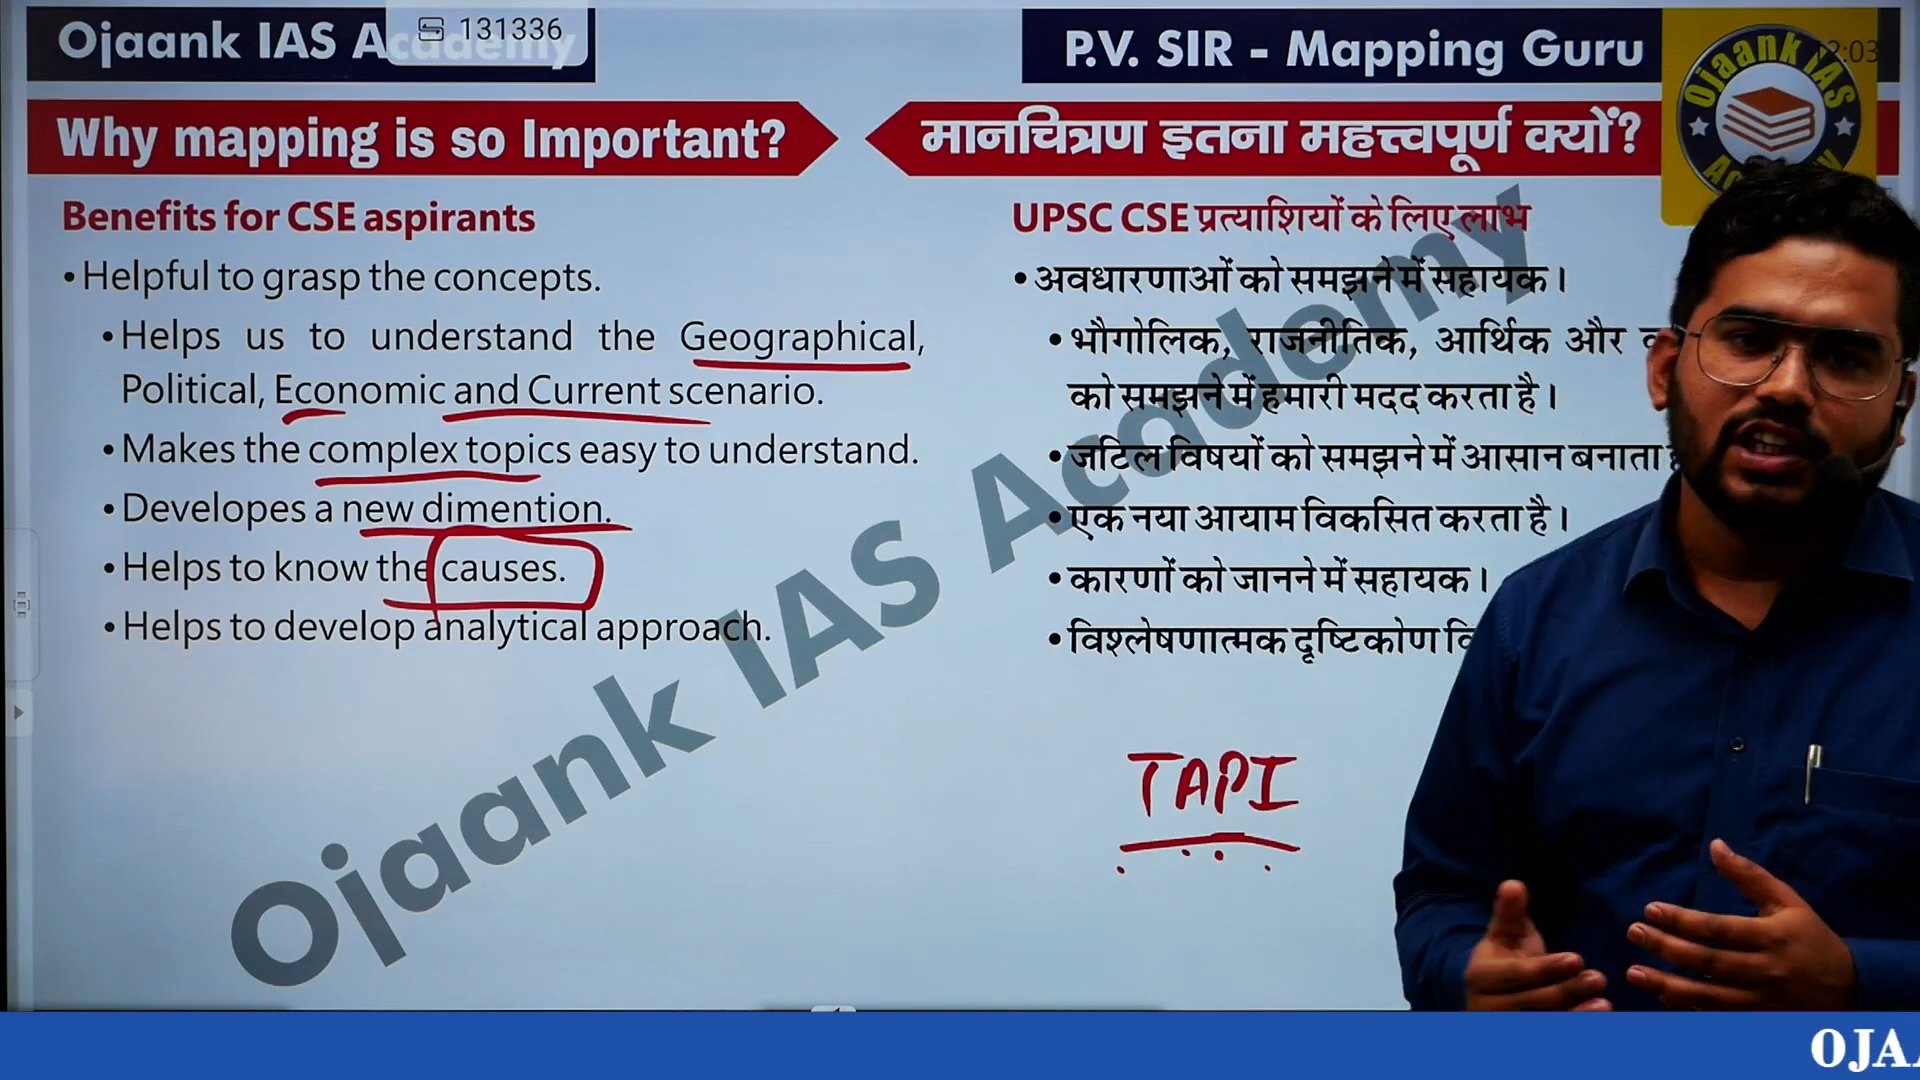 Ojaank IAS Academy
131336
P.V. SIR - Mapping Guru
2:03
Ojaank IAS
Why mapping is so Important?
मानचित्रण इतना महत्त्वपूर्ण क्यों?
Benefits for CSE aspirants
• Helpful to grasp the concepts.
• Helps us to understand the Geographical,
Political, Economic and Current scenario.
• Makes the complex topics easy to understand.
• Developes a new dimention.
• Helps to know the causes.
• Helps to develop analytical approach.
UPSC CSE प्रत्याशियों के लिए लाभ
• अवधारणाओं को समझने में सहायक।
• भौगोलिक, राजनीतिक, आर्थिक और
को समझने में हमारी मदद करता है।
• जटिल विषयों को समझने में आसान बनाता
• एक नया आयाम विकसित करता है।
• कारणों को जानने में सहायक।
• विश्लेषणात्मक दृष्टिकोण
TAPI
Ojaank IAS Academy